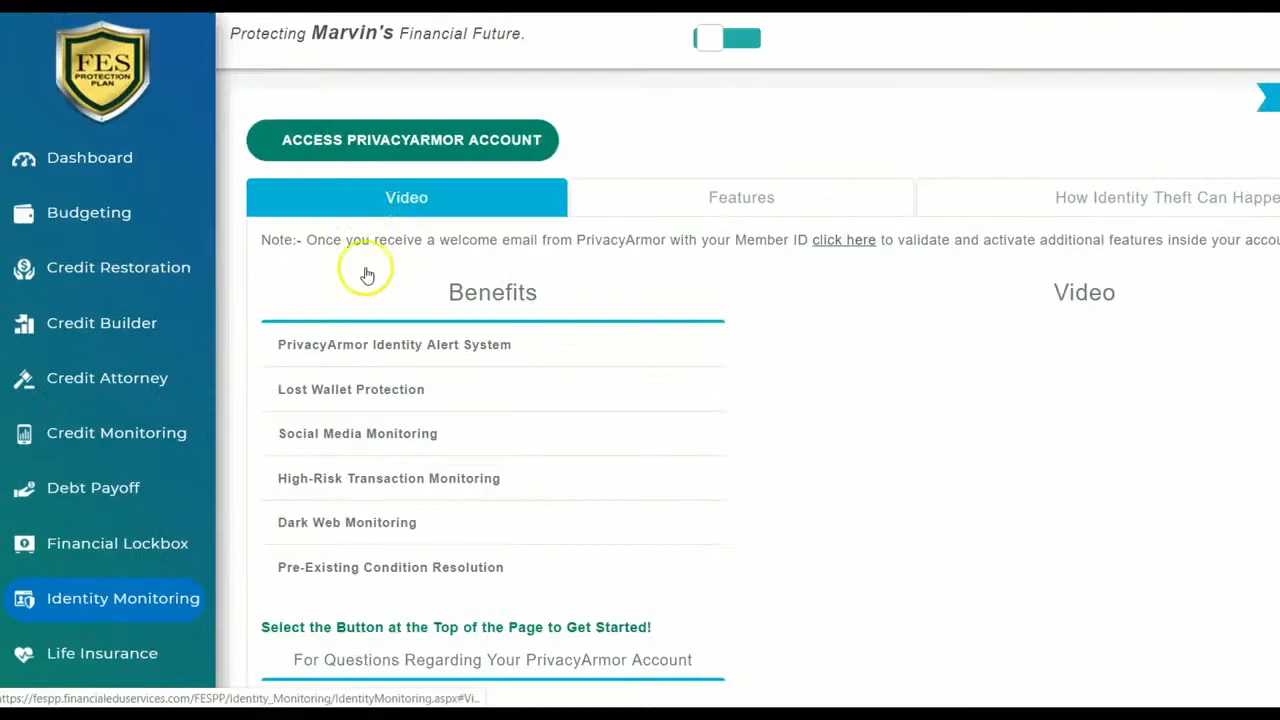 Protecting Marvin's Financial Future.
FES
PROTECTION
PLAN
Dashboard
Budgeting
Credit Restoration
Credit Builder
Credit Attorney
Credit Monitoring
Debt Payoff
Financial Lockbox
Identity Monitoring
Life Insurance
ACCESS PRIVACYARMOR ACCOUNT
Video
Features
How Identity Theft Can Happe
Note:- Once you receive a welcome email from PrivacyArmor with your Member ID click here to validate and activate additional features inside your accou
Benefits
PrivacyArmor Identity Alert System
Lost Wallet Protection
Social Media Monitoring
High-Risk Transaction Monitoring
Dark Web Monitoring
Pre-Existing Condition Resolution
Video
Select the Button at the Top of the Page to Get Started!
For Questions Regarding Your PrivacyArmor Account
https://fespp.financialeduservices.com/FESPP/Identity_Monitoring/IdentityMonitoring.aspx#Vi...